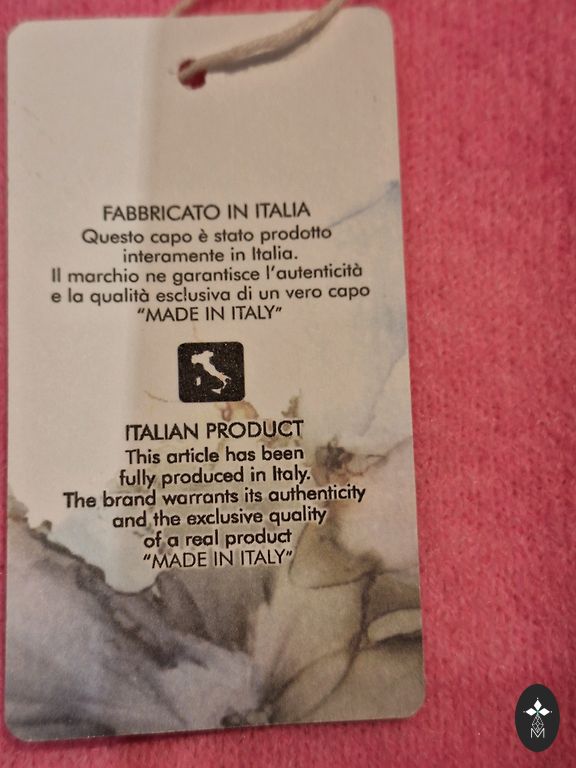 FABBRICATO IN ITALIA
Questo capo è stato prodotto
interamente in Italia.
Il marchio ne garantisce l'autenticità
e la qualità esclusiva di un vero capo
“MADE IN ITALY”
ITALIAN PRODUCT
This article has been
fully produced in Italy.
The brand warrants its authenticity
and the exclusive quality
of a real product
“MADE IN ITALY”
M